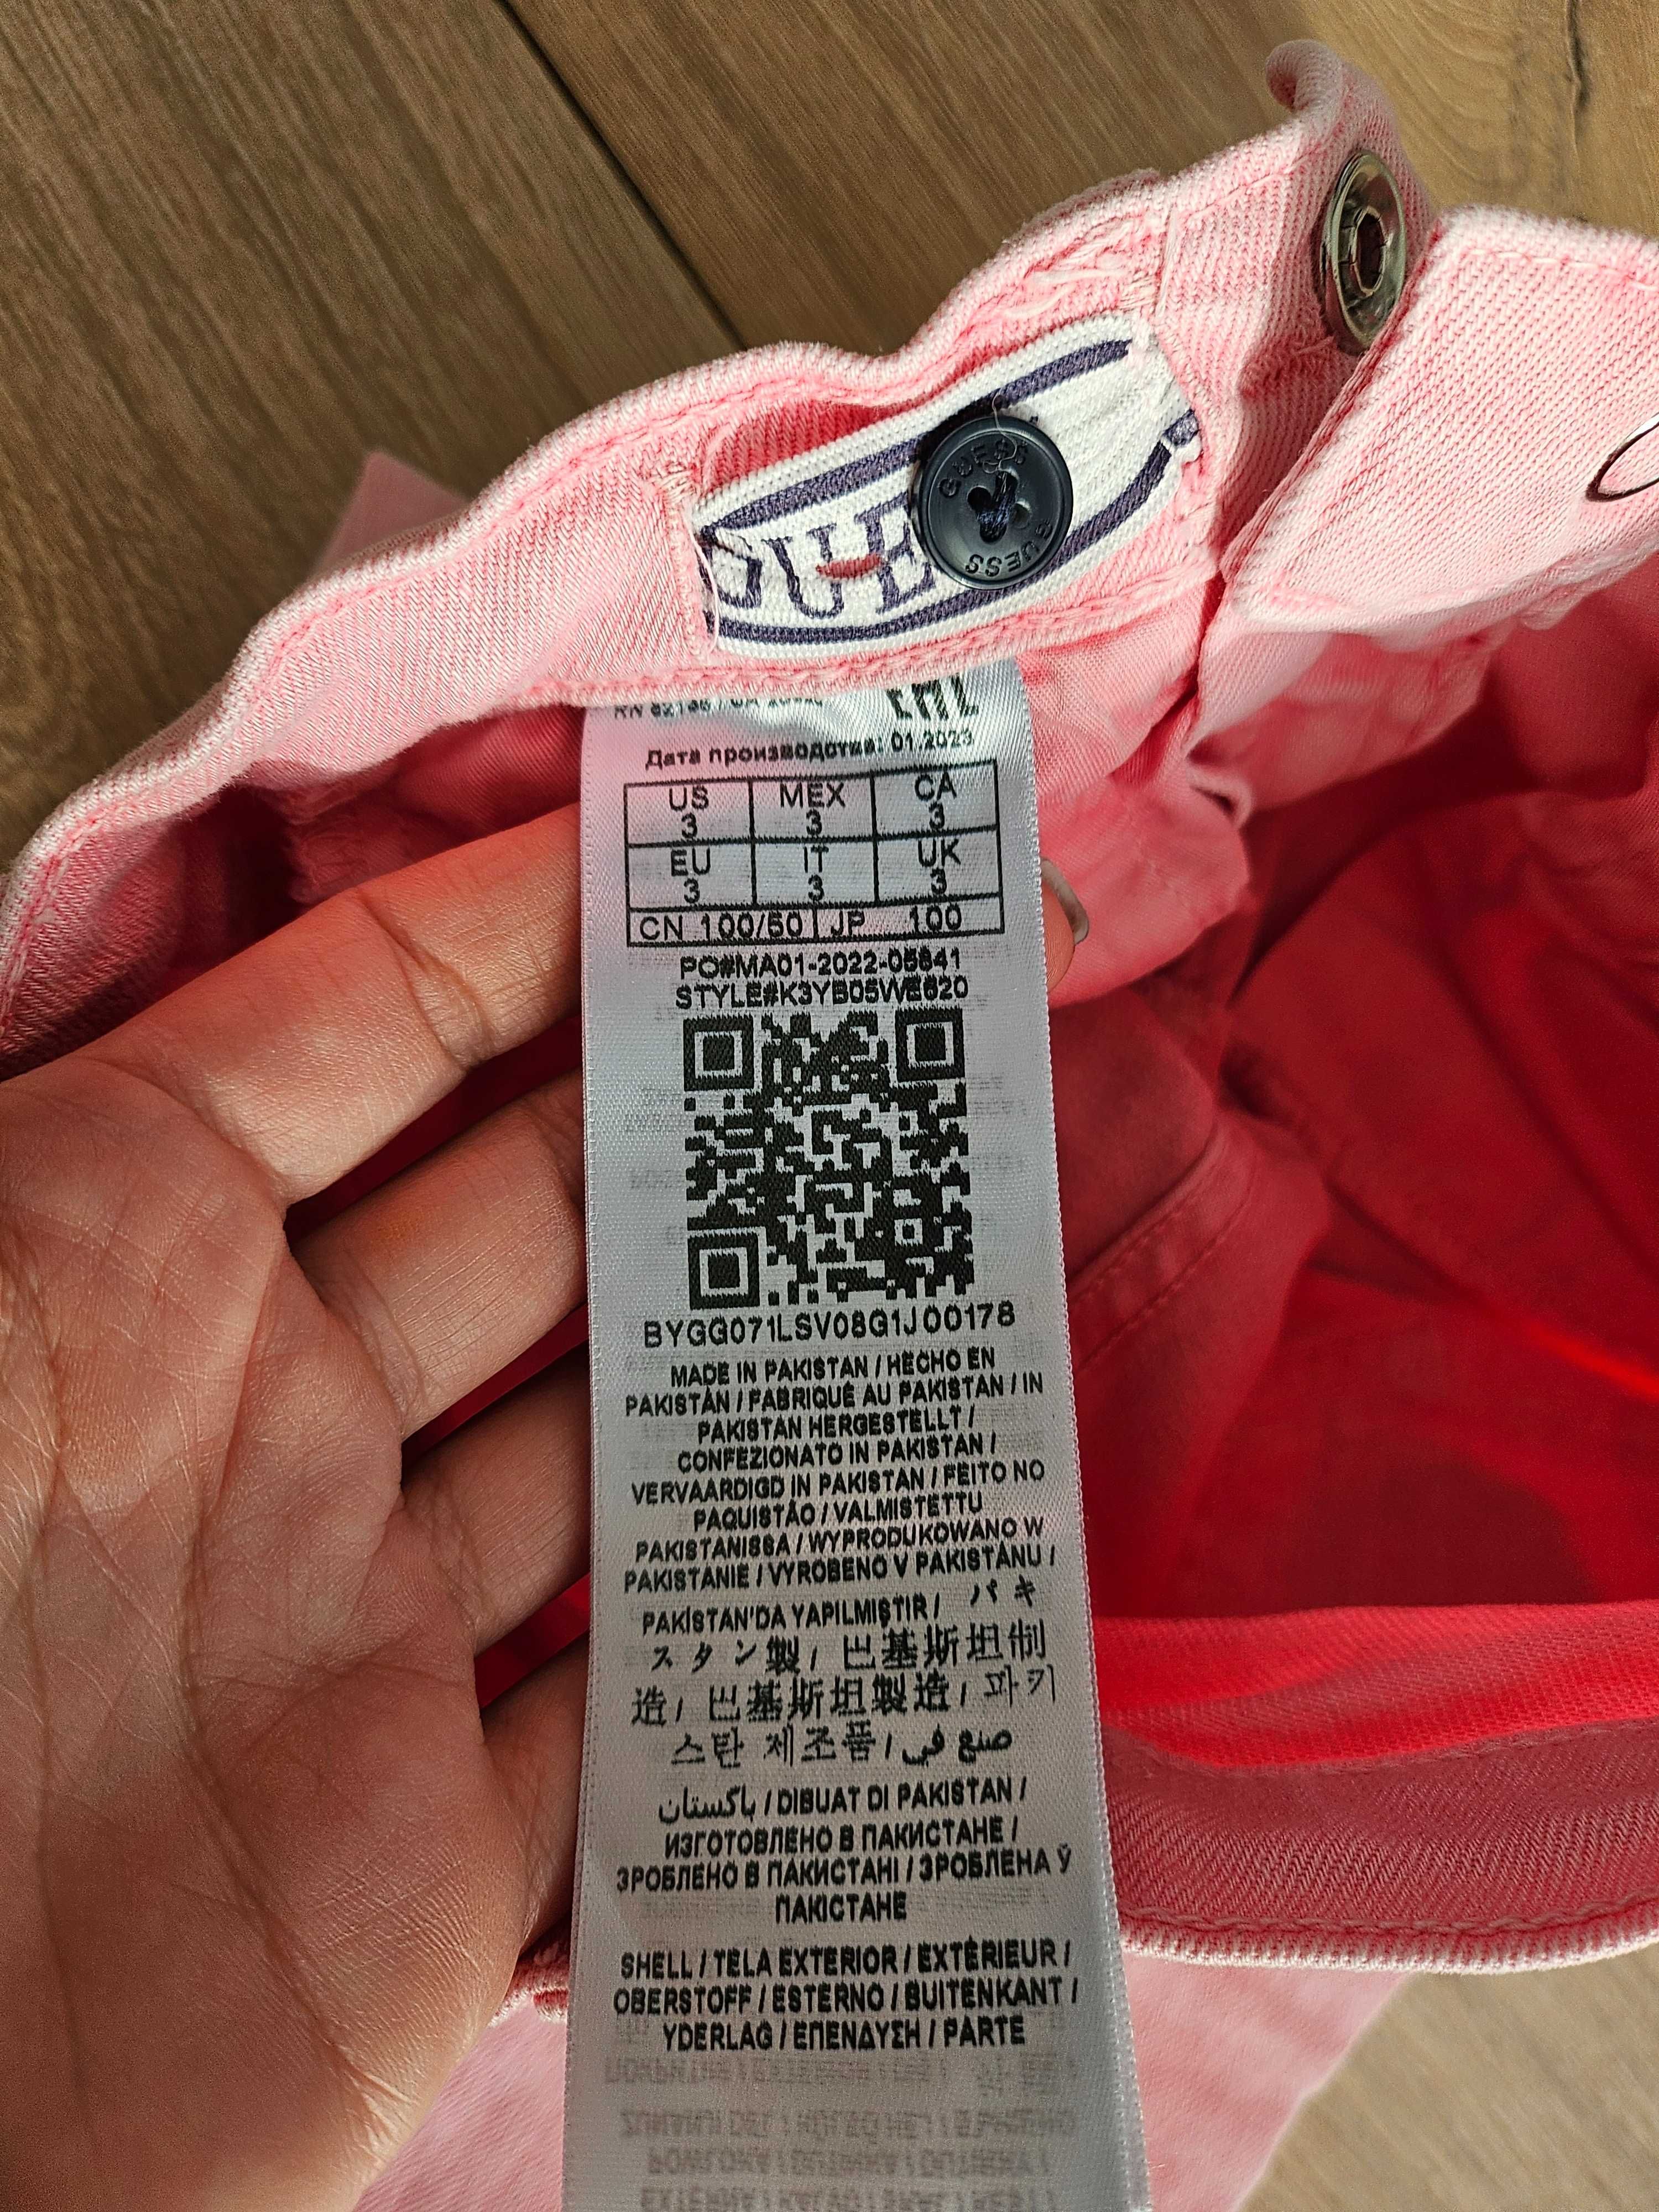 GUESS
GUESS
GUE
EAC
Дата производства: 01.2023
US MEX CA
3 3 3
EU IT UK
3 3 3
CN 100/50 JP 100
PO#MA01-2022-05841
STYLE#K3YB05WE620
BYGG071LSV08G1J00178
MADE IN PAKISTAN / HECHO EN
PAKISTÁN / FABRIQUÉ AU PAKISTAN / IN
PAKISTAN HERGESTELLT /
CONFEZIONATO IN PAKISTAN /
VERVAARDIGD IN PAKISTAN / FEITO NO
PAQUISTÃO / VALMISTETTU
PAKISTANISSA / WYPRODUKOWANO W
PAKISTANIE / VYROBENO V PAKISTÁNU /
PAKİSTAN'DA YAPILMIŞTIR / パキ
スタン製 / 巴基斯坦制
造 / 巴基斯坦製造 / 파키
스탄 제조품 / صنع في
باكستان / DIBUAT DI PAKISTAN /
ИЗГОТОВЛЕНО В ПАКИСТАНЕ /
ЗРОБЛЕНО В ПАКИСТАНІ / ЗРОБЛЕНА Ў
ПАКІСТАНЕ
SHELL / TELA EXTERIOR / EXTÉRIEUR /
OBERSTOFF / ESTERNO / BUITENKANT /
YDERLAG / ΕΠΕΝΔΥΣΗ / PARTE